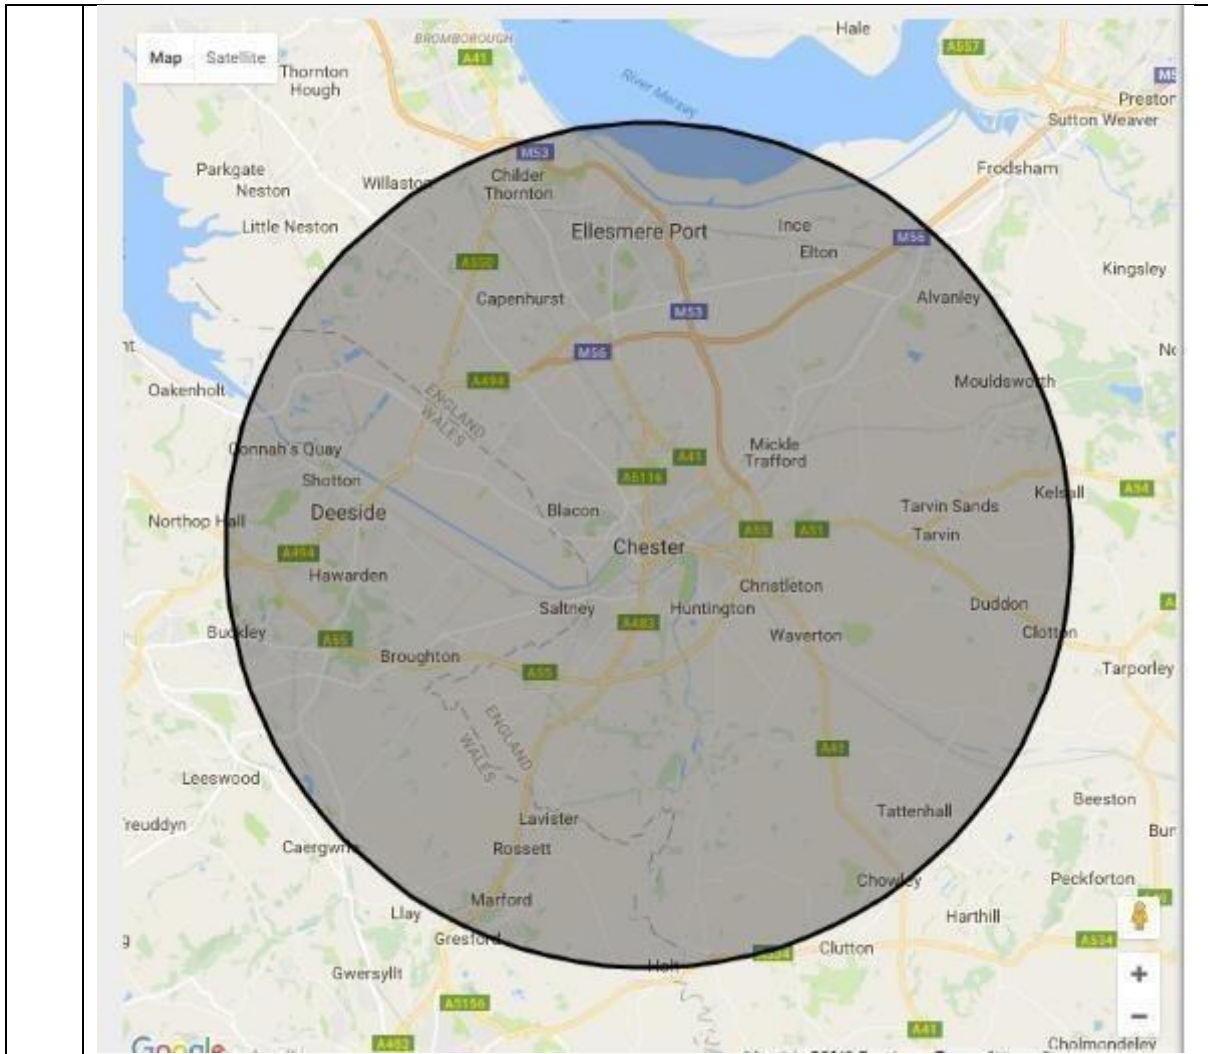 Hale
BROMBOROUGH
A557
Map Satellite
A41
Thornton
Hough
River Mersey
Preston
Sutton Weaver
M53
Parkgate
Willaston
Childer
Thornton
Frodsham
Neston
Little Neston
Ellesmere Port
Ince
M56
Elton
A550
Kingsley
Capenhurst
Alvanley
M53
M56
A494
Mouldsworth
Oakenholt
ENGLAND
WALES
Connah's Quay
Mickle
Trafford
A41
Shotton
A5116
Kelsall
A54
Deeside
Blacon
Tarvin Sands
Northop Hall
A55
A51
Tarvin
Chester
A494
Hawarden
Christleton
Saltney
Huntington
Duddon
A483
Buckley
A55
Waverton
Clotton
Broughton
A55
Tarporley
ENGLAND
WALES
A41
Leeswood
Beeston
Lavister
Tattenhall
Rossett
Chowley
Peckforton
Marford
Llay
Harthill
Gresford
A534
Clutton
Holt
Gwersyllt
A5156
A41
A483
Cholmondeley
Google